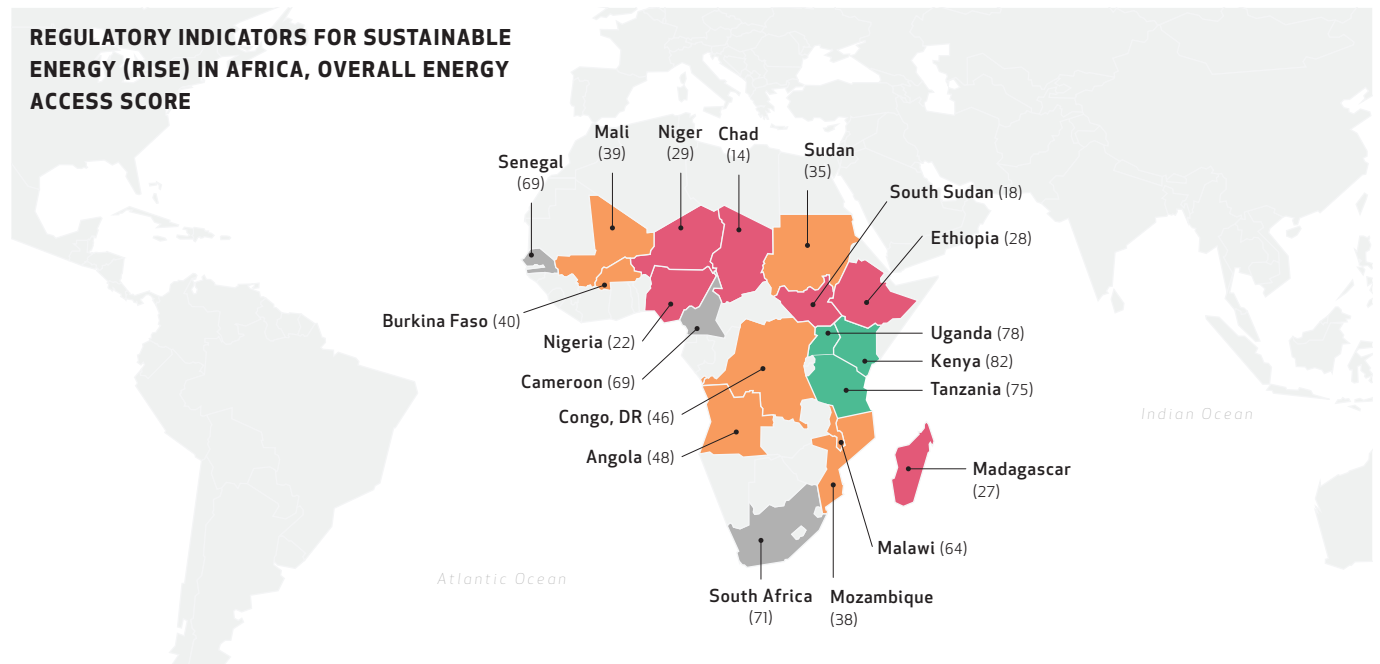 REGULATORY INDICATORS FOR SUSTAINABLE
ENERGY (RISE) IN AFRICA, OVERALL ENERGY
ACCESS SCORE
Senegal
(69)
Mali
(39)
Niger
(29)
Chad
(14)
Sudan
(35)
South Sudan (18)
Ethiopia (28)
Burkina Faso (40)
Nigeria (22)
Cameroon (69)
Congo, DR (46)
Angola (48)
Uganda (78)
Kenya (82)
Tanzania (75)
Indian Ocean
Madagascar
(27)
Malawi (64)
Atlantic Ocean
South Africa
(71)
Mozambique
(38)